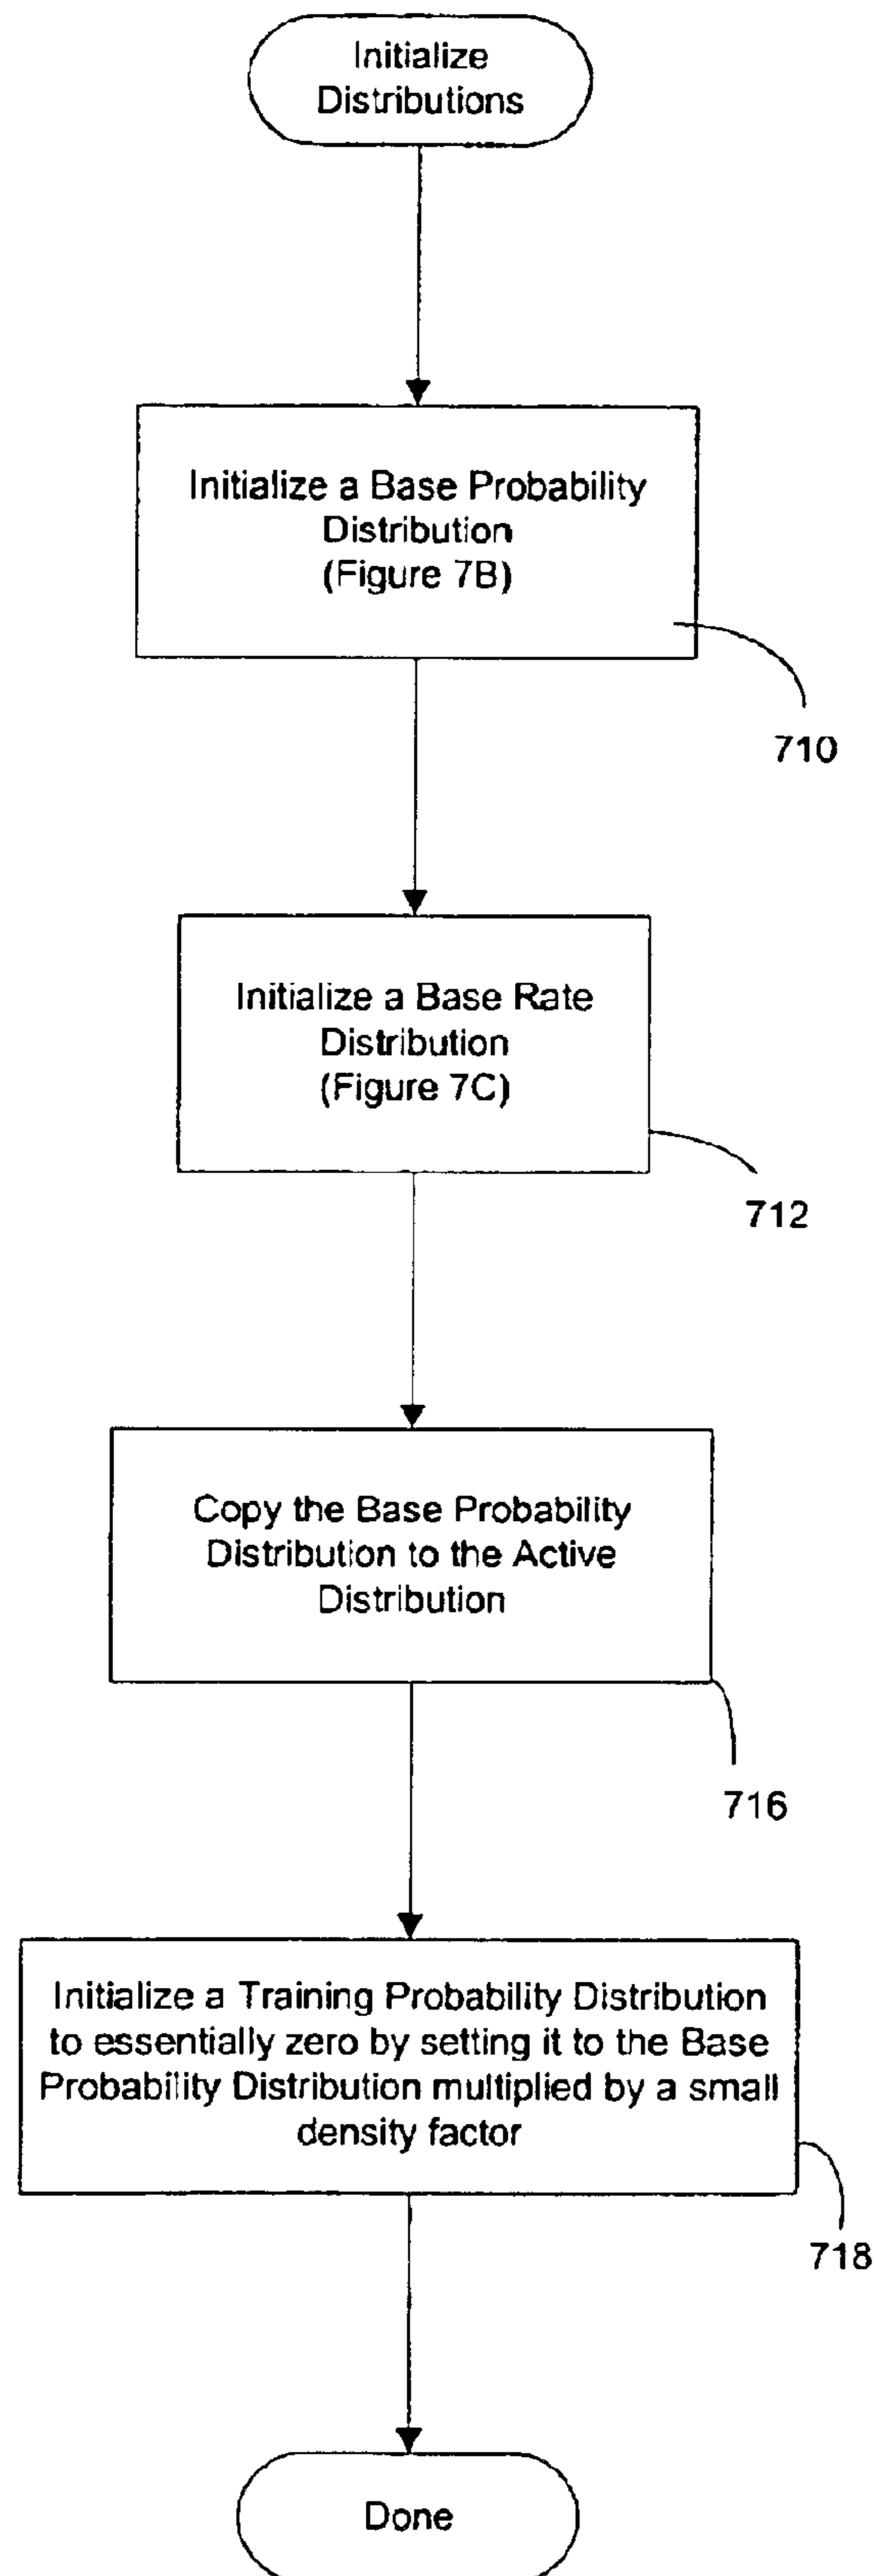 Initialize
Distributions
Initialize a Base Probability
Distribution
(Figure 7B)
710
Initialize a Base Rate
Distribution
(Figure 7C)
712
Copy the Base Probability
Distribution to the Active
Distribution
716
Initialize a Training Probability Distribution
to essentially zero by setting it to the Base
Probability Distribution multiplied by a small
density factor
718
Done